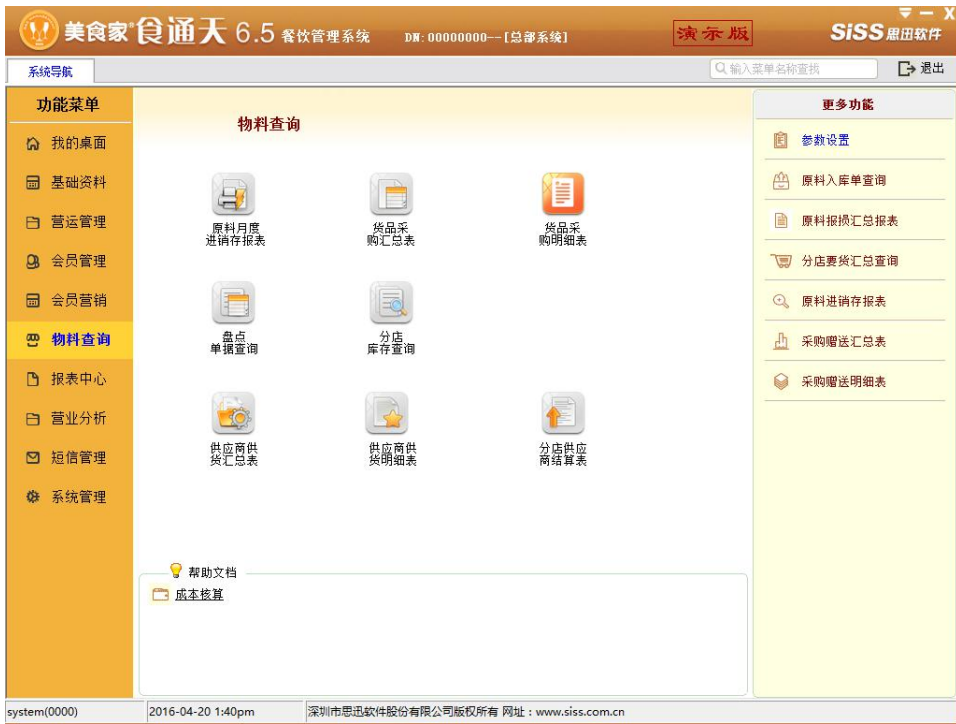 美食家 食通天 6.5 餐饮管理系统 DN:00000000--[总部系统] 演示版 SiSS 思迅软件
系统导航 输入菜单名称查找 退出
功能菜单
我的桌面
基础资料
营运管理
会员管理
会员营销
物料查询
报表中心
营业分析
短信管理
系统管理
物料查询
原料月度
进销存报表
货品采
购汇总表
货品采
购明细表
盘点
单据查询
分店
库存查询
供应商供
货汇总表
供应商供
货明细表
分店供应
商结算表
帮助文档
成本核算
更多功能
参数设置
原料入库单查询
原料报损汇总报表
分店要货汇总查询
原料进销存报表
采购赠送汇总表
采购赠送明细表
system(0000) 2016-04-20 1:40pm 深圳市思迅软件股份有限公司版权所有 网址：www.siss.com.cn